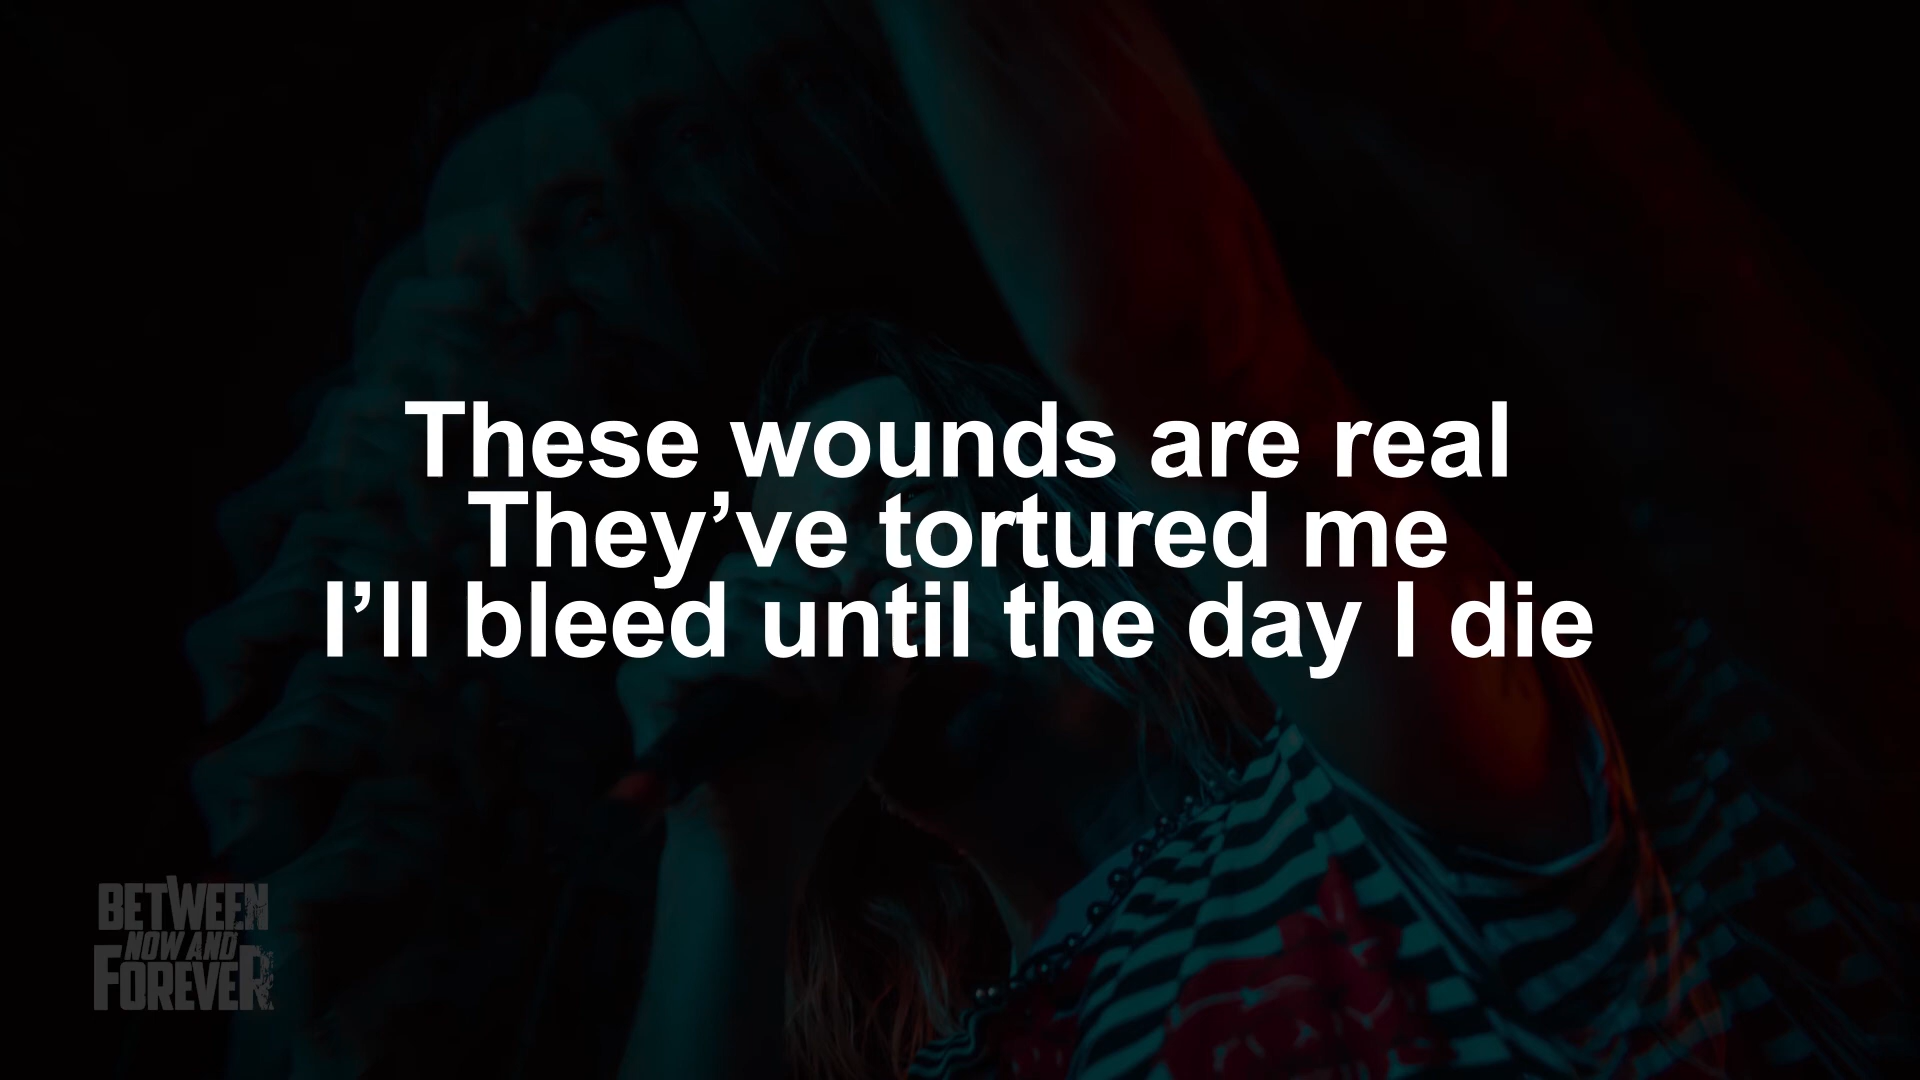 These wounds are real
They’ve tortured me
I’ll bleed until the day I die
BETWEEN
NOW AND
FOREVER